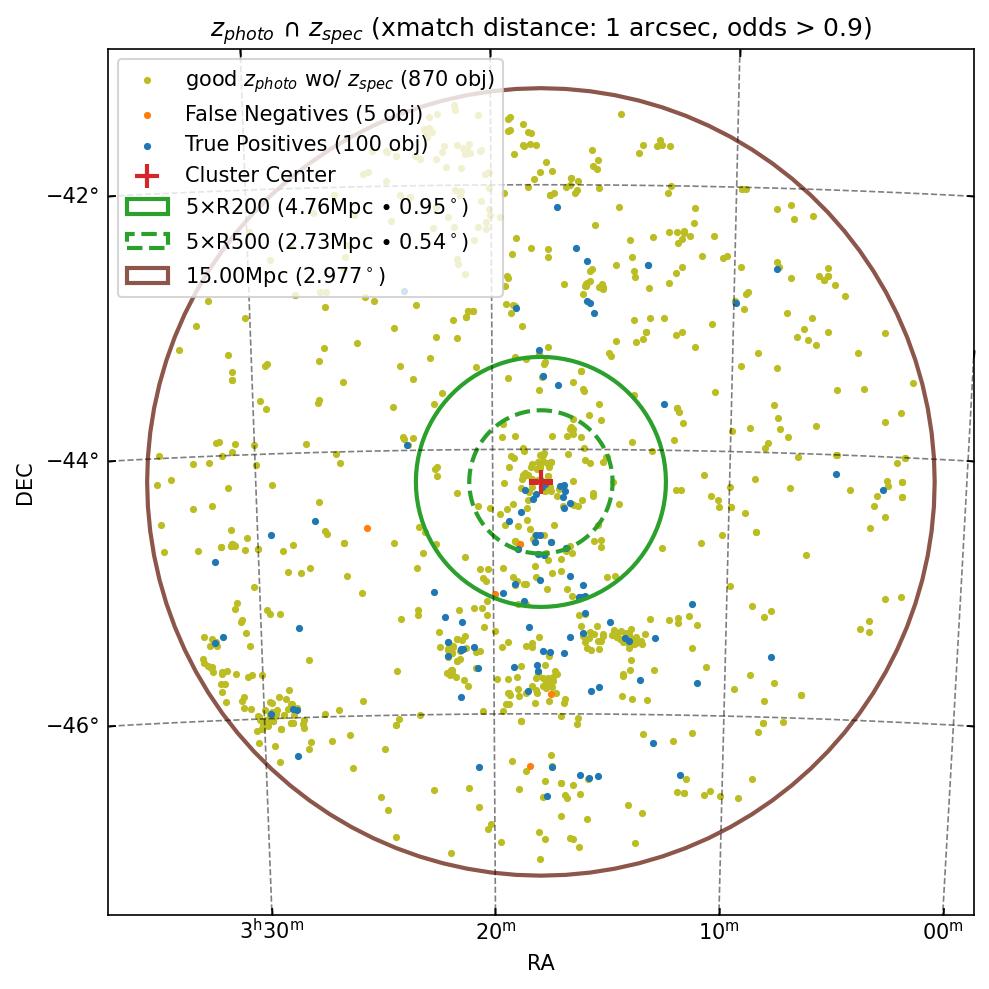 z_photo ∩ z_spec (xmatch distance: 1 arcsec, odds > 0.9)
good z_photo wo/ z_spec (870 obj)
False Negatives (5 obj)
True Positives (100 obj)
Cluster Center
5×R200 (4.76Mpc • 0.95°)
5×R500 (2.73Mpc • 0.54°)
15.00Mpc (2.977°)
−42°
−44°
−46°
DEC
3ʰ30ᵐ 20ᵐ 10ᵐ 00ᵐ
RA